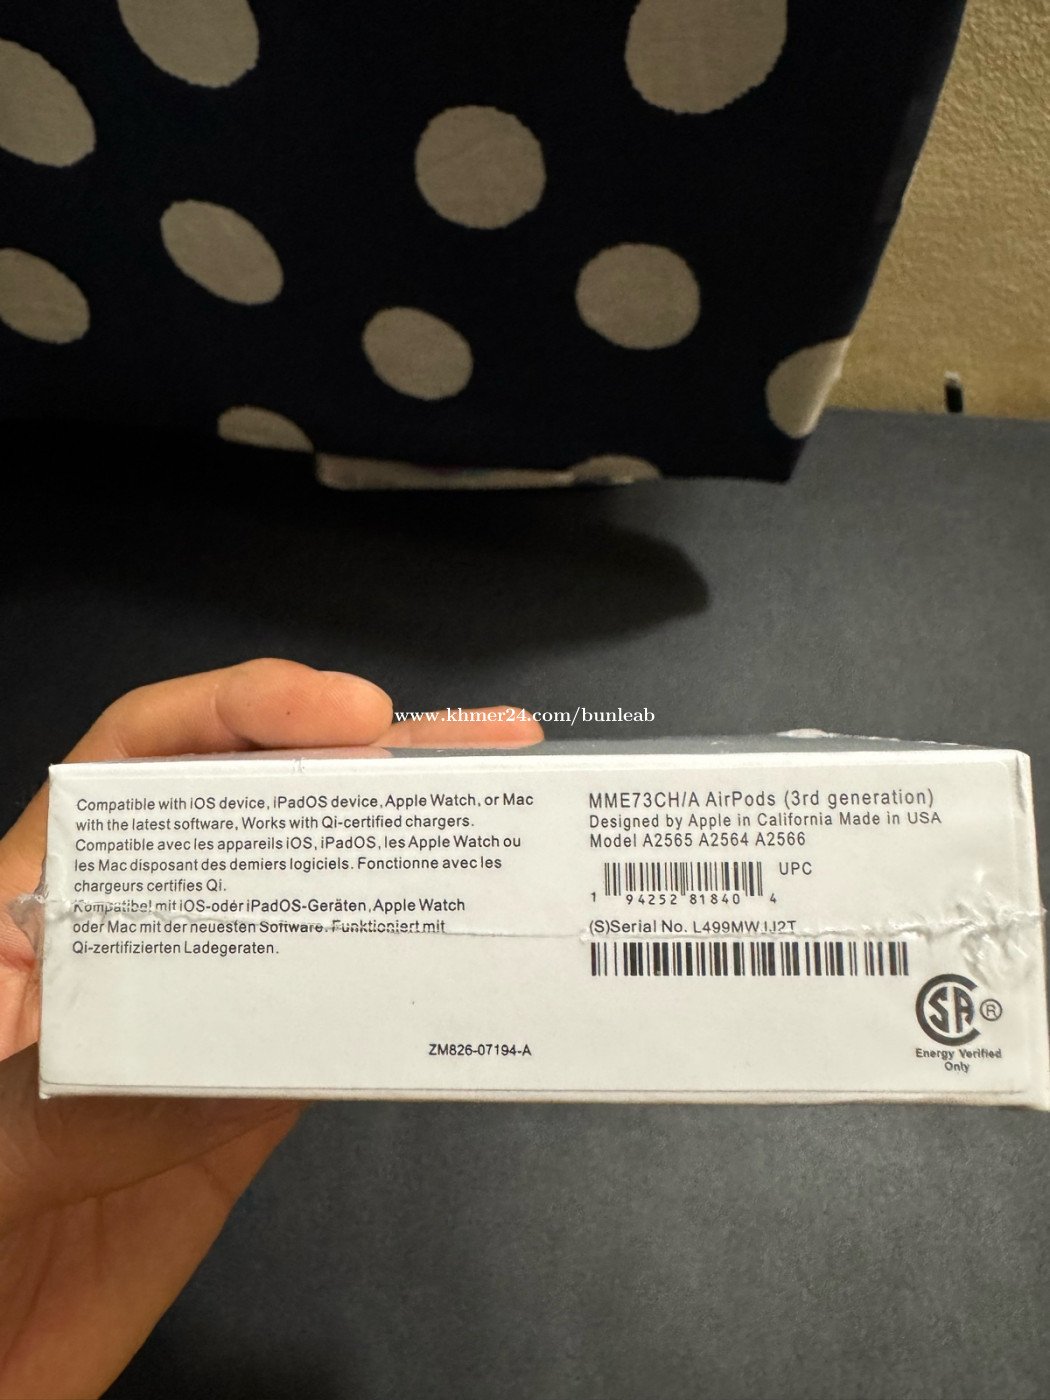 www.khmer24.com/bunleab
Compatible with iOS device, iPadOS device, Apple Watch, or Mac
with the latest software, Works with Qi-certified chargers.
Compatible avec les appareils iOS, iPadOS, les Apple Watch ou
les Mac disposant des demiers logiciels. Fonctionne avec les
chargeurs certifies Qi.
Kompatibel mit iOS-oder iPadOS-Geräten, Apple Watch
oder Mac mit der neuesten Software. Funktioniert mit
Qi-zertifizierten Ladegeraten.
ZM826-07194-A
MME73CH/A AirPods (3rd generation)
Designed by Apple in California Made in USA
Model A2565 A2564 A2566
UPC
1 94252 81840 4
(S)Serial No. L499MW1J2T
SA ®
Energy Verified
Only